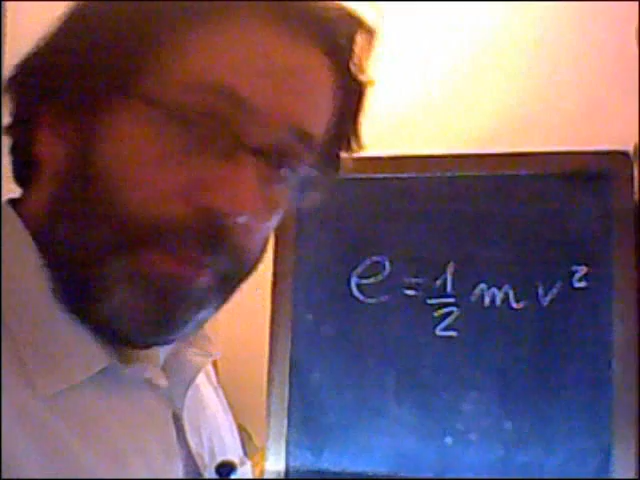 e = 1/2 m v²